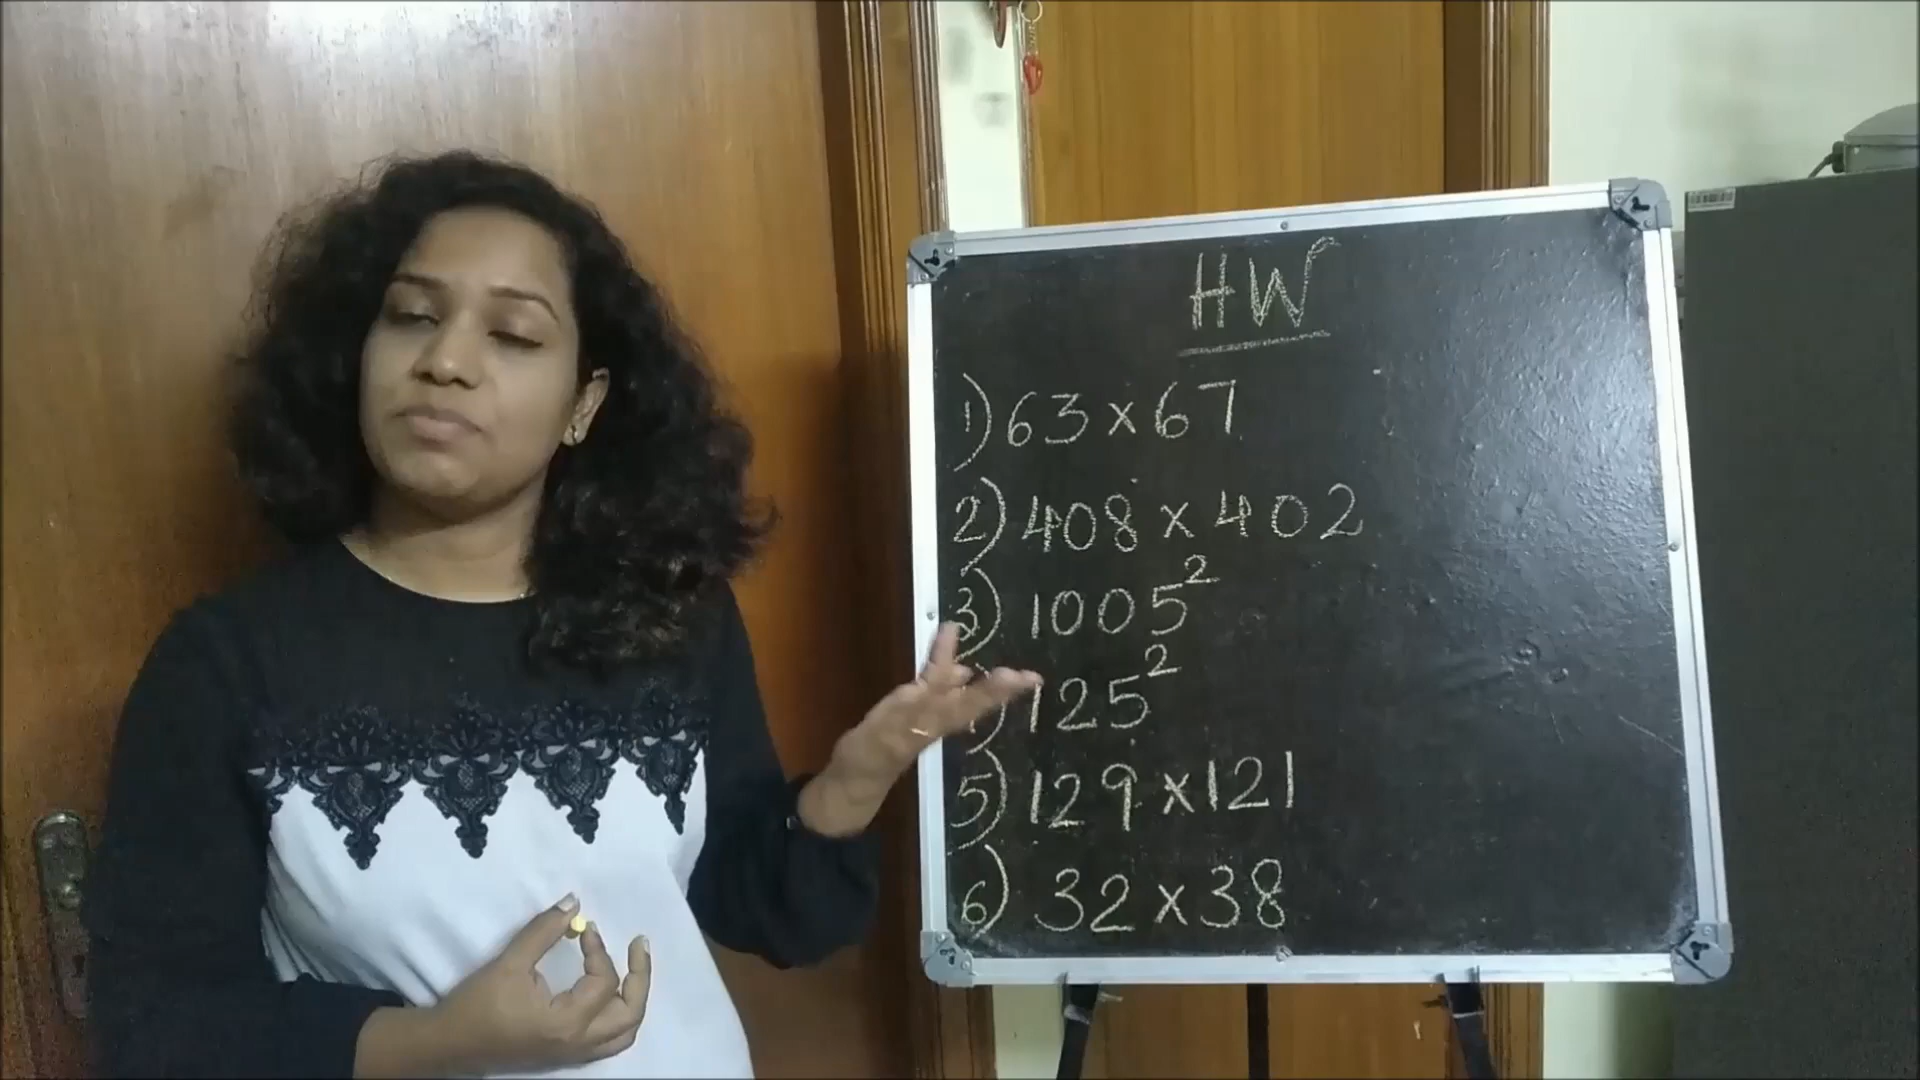 HW
1) 63 x 67
2) 408 x 402
3) 1005²
) 125²
5) 129 x 121
6) 32 x 38